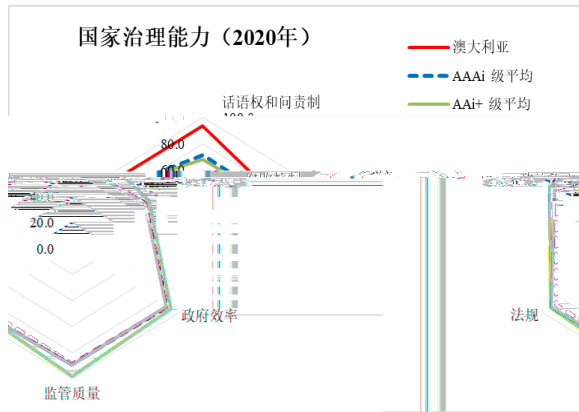 国家治理能力（2020年）
澳大利亚
AAAi 级平均
AAi+ 级平均
话语权和问责制
80.0
20.0
0.0
政府效率
法规
监管质量